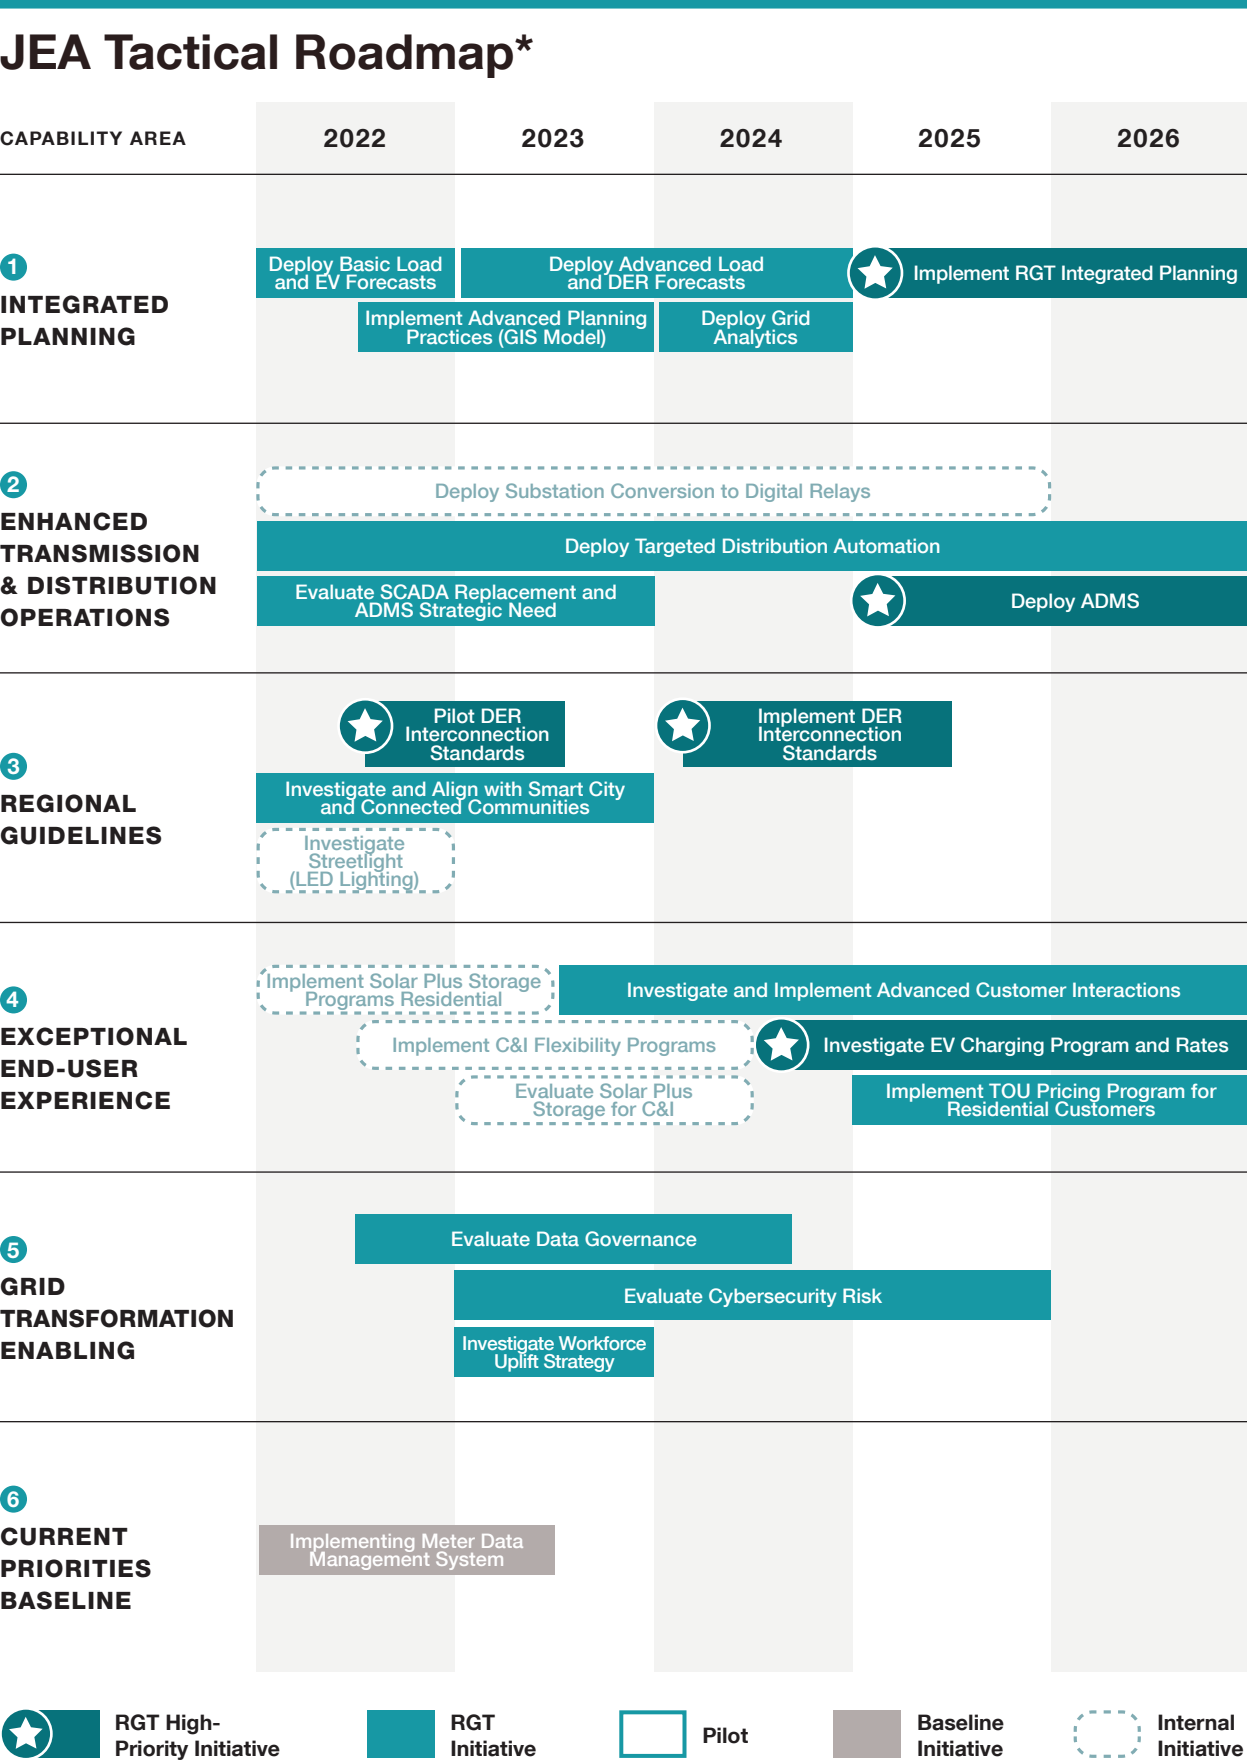 JEA Tactical Roadmap*
CAPABILITY AREA
2022
2023
2024
2025
2026
1
INTEGRATED
PLANNING
Deploy Basic Load
and EV Forecasts
Deploy Advanced Load
and DER Forecasts
Implement RGT Integrated Planning
Implement Advanced Planning
Practices (GIS Model)
Deploy Grid
Analytics
2
ENHANCED
TRANSMISSION
& DISTRIBUTION
OPERATIONS
Deploy Substation Conversion to Digital Relays
Deploy Targeted Distribution Automation
Evaluate SCADA Replacement and
ADMS Strategic Need
Deploy ADMS
3
REGIONAL
GUIDELINES
Pilot DER
Interconnection
Standards
Implement DER
Interconnection
Standards
Investigate and Align with Smart City
and Connected Communities
Investigate
Streetlight
(LED Lighting)
4
EXCEPTIONAL
END-USER
EXPERIENCE
Implement Solar Plus Storage
Programs Residential
Investigate and Implement Advanced Customer Interactions
Implement C&I Flexibility Programs
Investigate EV Charging Program and Rates
Evaluate Solar Plus
Storage for C&I
Implement TOU Pricing Program for
Residential Customers
5
GRID
TRANSFORMATION
ENABLING
Evaluate Data Governance
Evaluate Cybersecurity Risk
Investigate Workforce
Uplift Strategy
6
CURRENT
PRIORITIES
BASELINE
Implementing Meter Data
Management System
RGT High-
Priority Initiative
RGT
Initiative
Pilot
Baseline
Initiative
Internal
Initiative